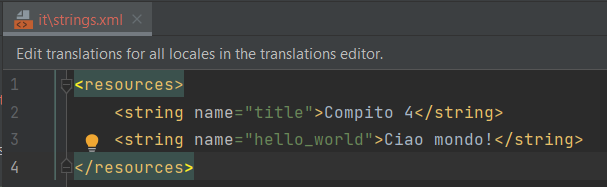 it\strings.xml
Edit translations for all locales in the translations editor.
1 <resources>
2 <string name="title">Compito 4</string>
3 <string name="hello_world">Ciao mondo!</string>
4 </resources>